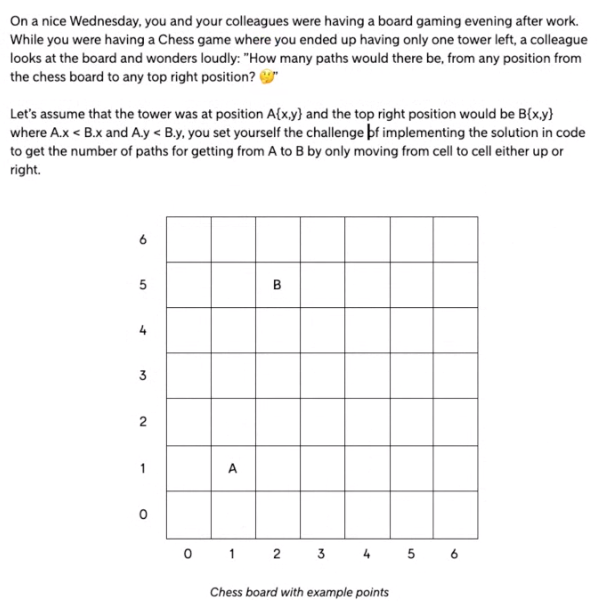 On a nice Wednesday, you and your colleagues were having a board gaming evening after work.
While you were having a Chess game where you ended up having only one tower left, a colleague
looks at the board and wonders loudly: "How many paths would there be, from any position from
the chess board to any top right position? 🤔"
Let's assume that the tower was at position A{x,y} and the top right position would be B{x,y}
where A.x < B.x and A.y < B.y, you set yourself the challenge of implementing the solution in code
to get the number of paths for getting from A to B by only moving from cell to cell either up or
right.
6
5 B
4
3
2
1 A
0
0 1 2 3 4 5 6
Chess board with example points